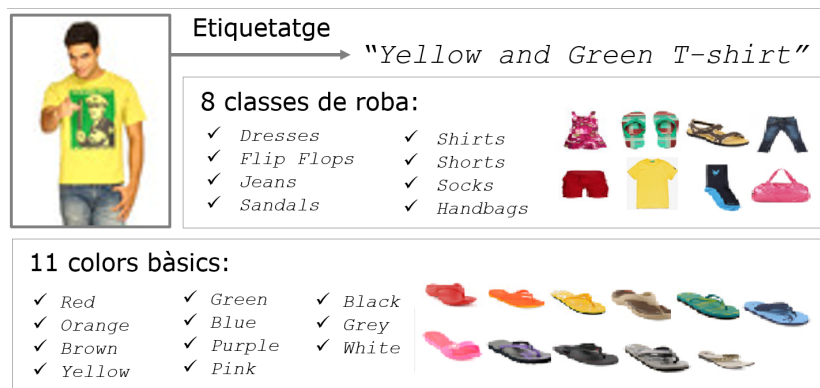 Etiquetatge
“Yellow and Green T-shirt”
8 classes de roba:
✓ Dresses
✓ Flip Flops
✓ Jeans
✓ Sandals
✓ Shirts
✓ Shorts
✓ Socks
✓ Handbags
11 colors bàsics:
✓ Red
✓ Orange
✓ Brown
✓ Yellow
✓ Green
✓ Blue
✓ Purple
✓ Pink
✓ Black
✓ Grey
✓ White